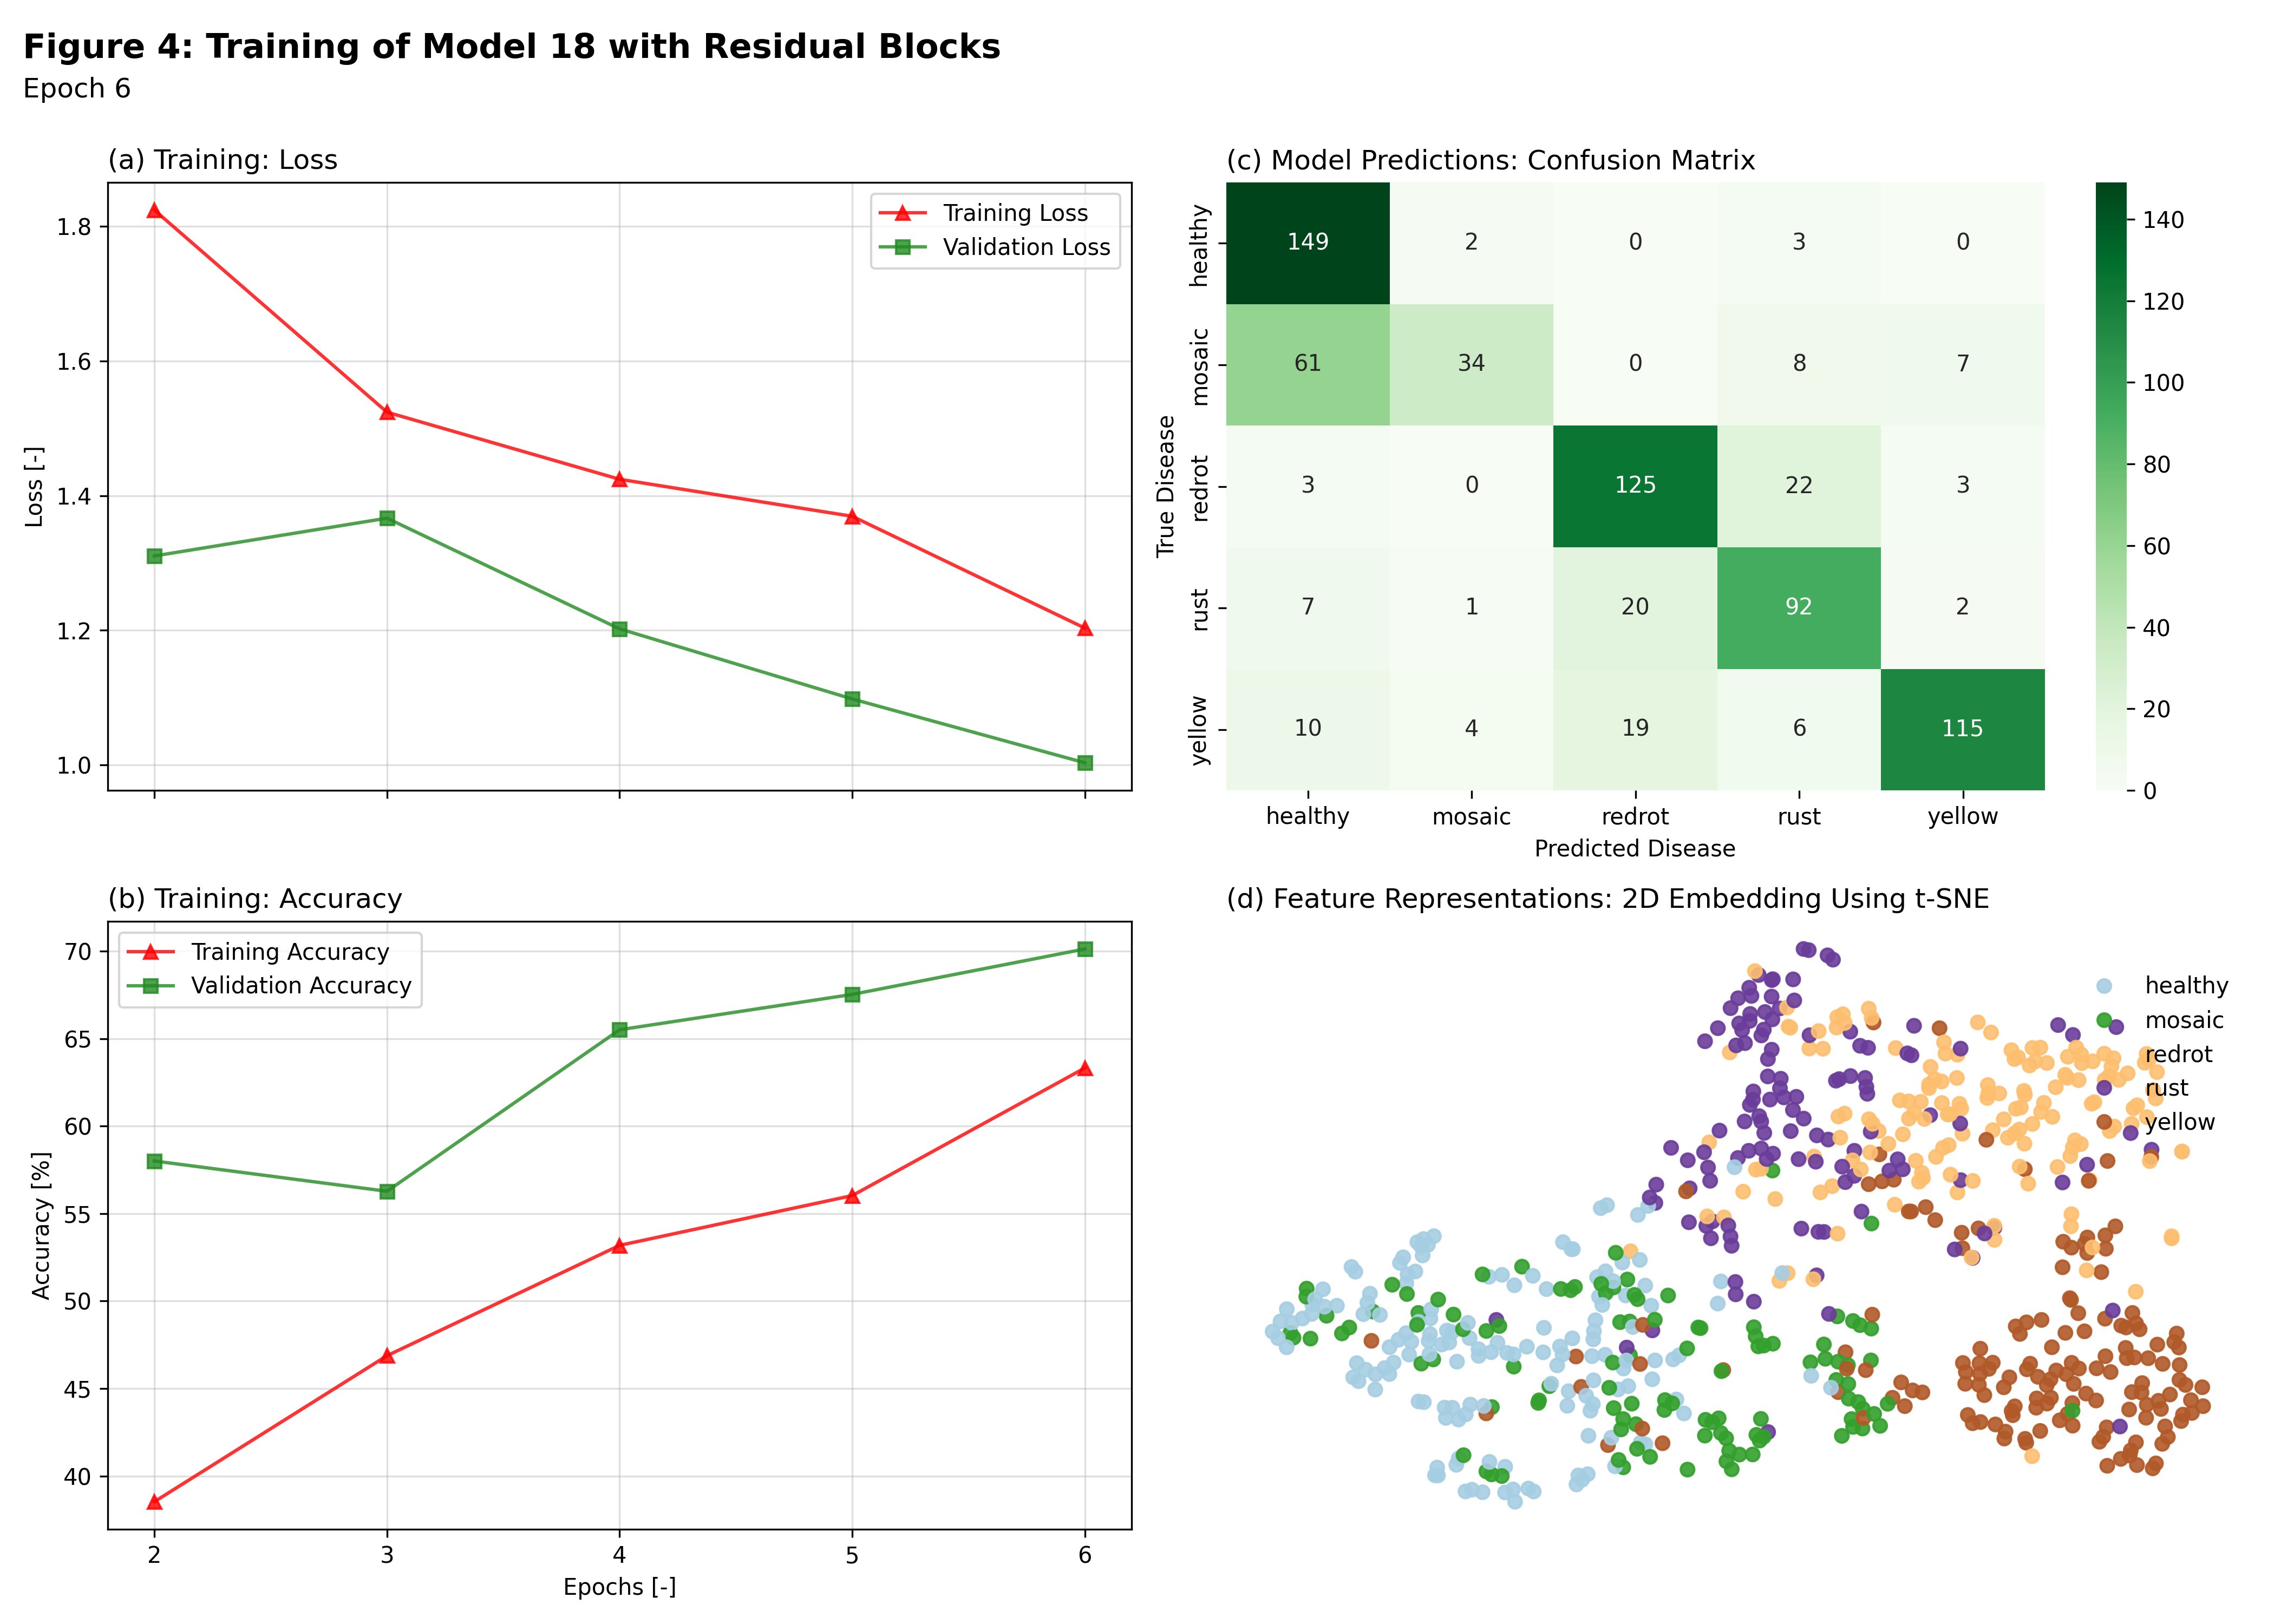 Figure 4: Training of Model 18 with Residual Blocks
Epoch 6
(a) Training: Loss
Training Loss
Validation Loss
1.8
1.6
1.4
1.2
1.0
Loss [-]
(b) Training: Accuracy
Training Accuracy
Validation Accuracy
70
65
60
55
50
45
40
Accuracy [%]
2 3 4 5 6
Epochs [-]
(c) Model Predictions: Confusion Matrix
True Disease
healthy 149 2 0 3 0
mosaic 61 34 0 8 7
redrot 3 0 125 22 3
rust 7 1 20 92 2
yellow 10 4 19 6 115
healthy mosaic redrot rust yellow
Predicted Disease
140
120
100
80
60
40
20
0
(d) Feature Representations: 2D Embedding Using t-SNE
healthy
mosaic
redrot
rust
yellow